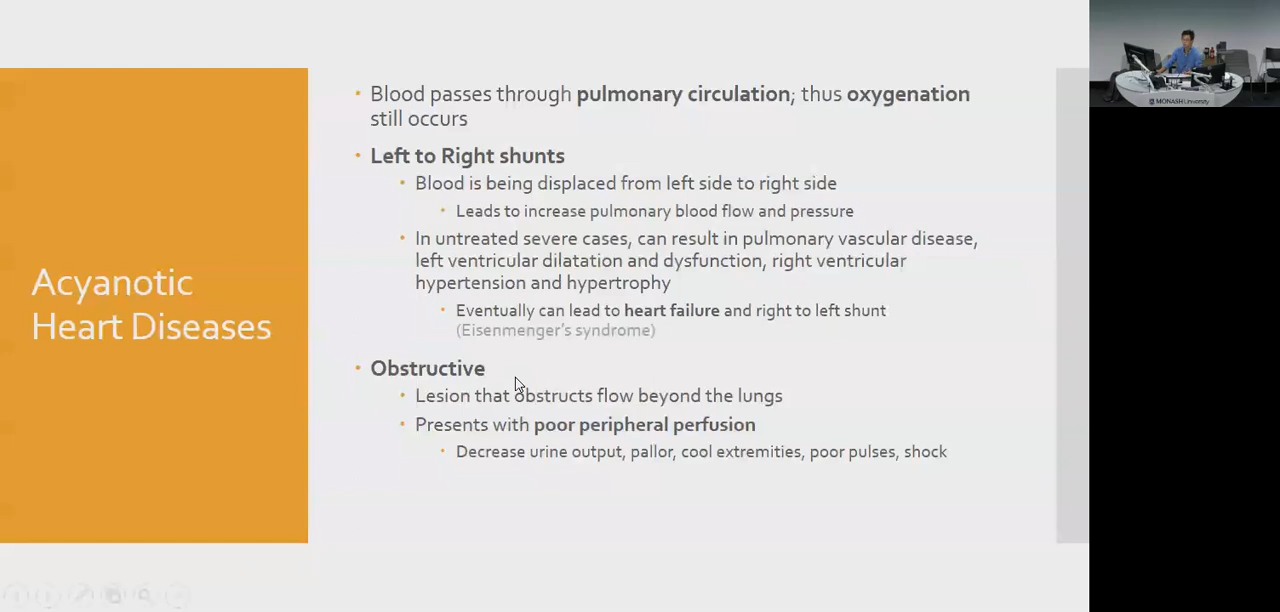 Acyanotic
Heart Diseases
• Blood passes through pulmonary circulation; thus oxygenation
still occurs
• Left to Right shunts
• Blood is being displaced from left side to right side
• Leads to increase pulmonary blood flow and pressure
• In untreated severe cases, can result in pulmonary vascular disease,
left ventricular dilatation and dysfunction, right ventricular
hypertension and hypertrophy
• Eventually can lead to heart failure and right to left shunt
(Eisenmenger's syndrome)
• Obstructive
• Lesion that obstructs flow beyond the lungs
• Presents with poor peripheral perfusion
• Decrease urine output, pallor, cool extremities, poor pulses, shock
MONASH University